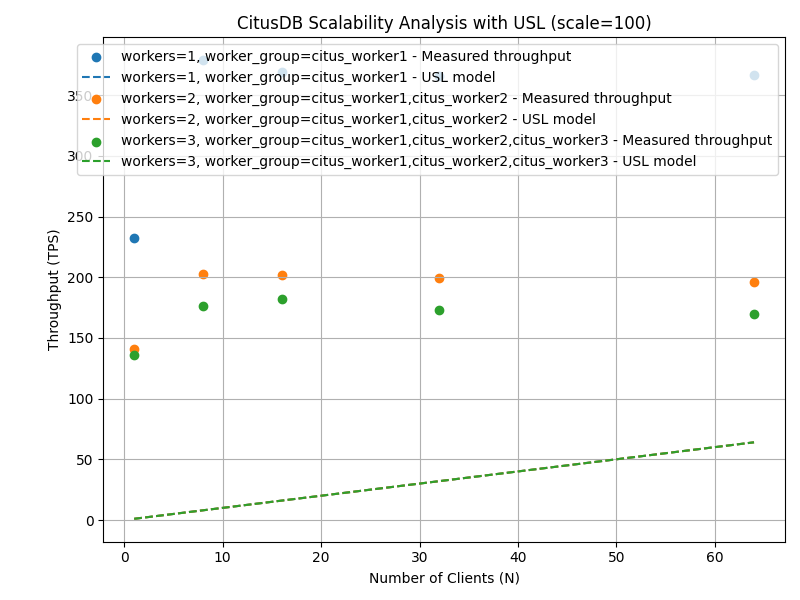 CitusDB Scalability Analysis with USL (scale=100)
workers=1, worker_group=citus_worker1 - Measured throughput
workers=1, worker_group=citus_worker1 - USL model
workers=2, worker_group=citus_worker1,citus_worker2 - Measured throughput
workers=2, worker_group=citus_worker1,citus_worker2 - USL model
workers=3, worker_group=citus_worker1,citus_worker2,citus_worker3 - Measured throughput
workers=3, worker_group=citus_worker1,citus_worker2,citus_worker3 - USL model
350
300
250
200
150
100
50
0
Throughput (TPS)
0 10 20 30 40 50 60
Number of Clients (N)